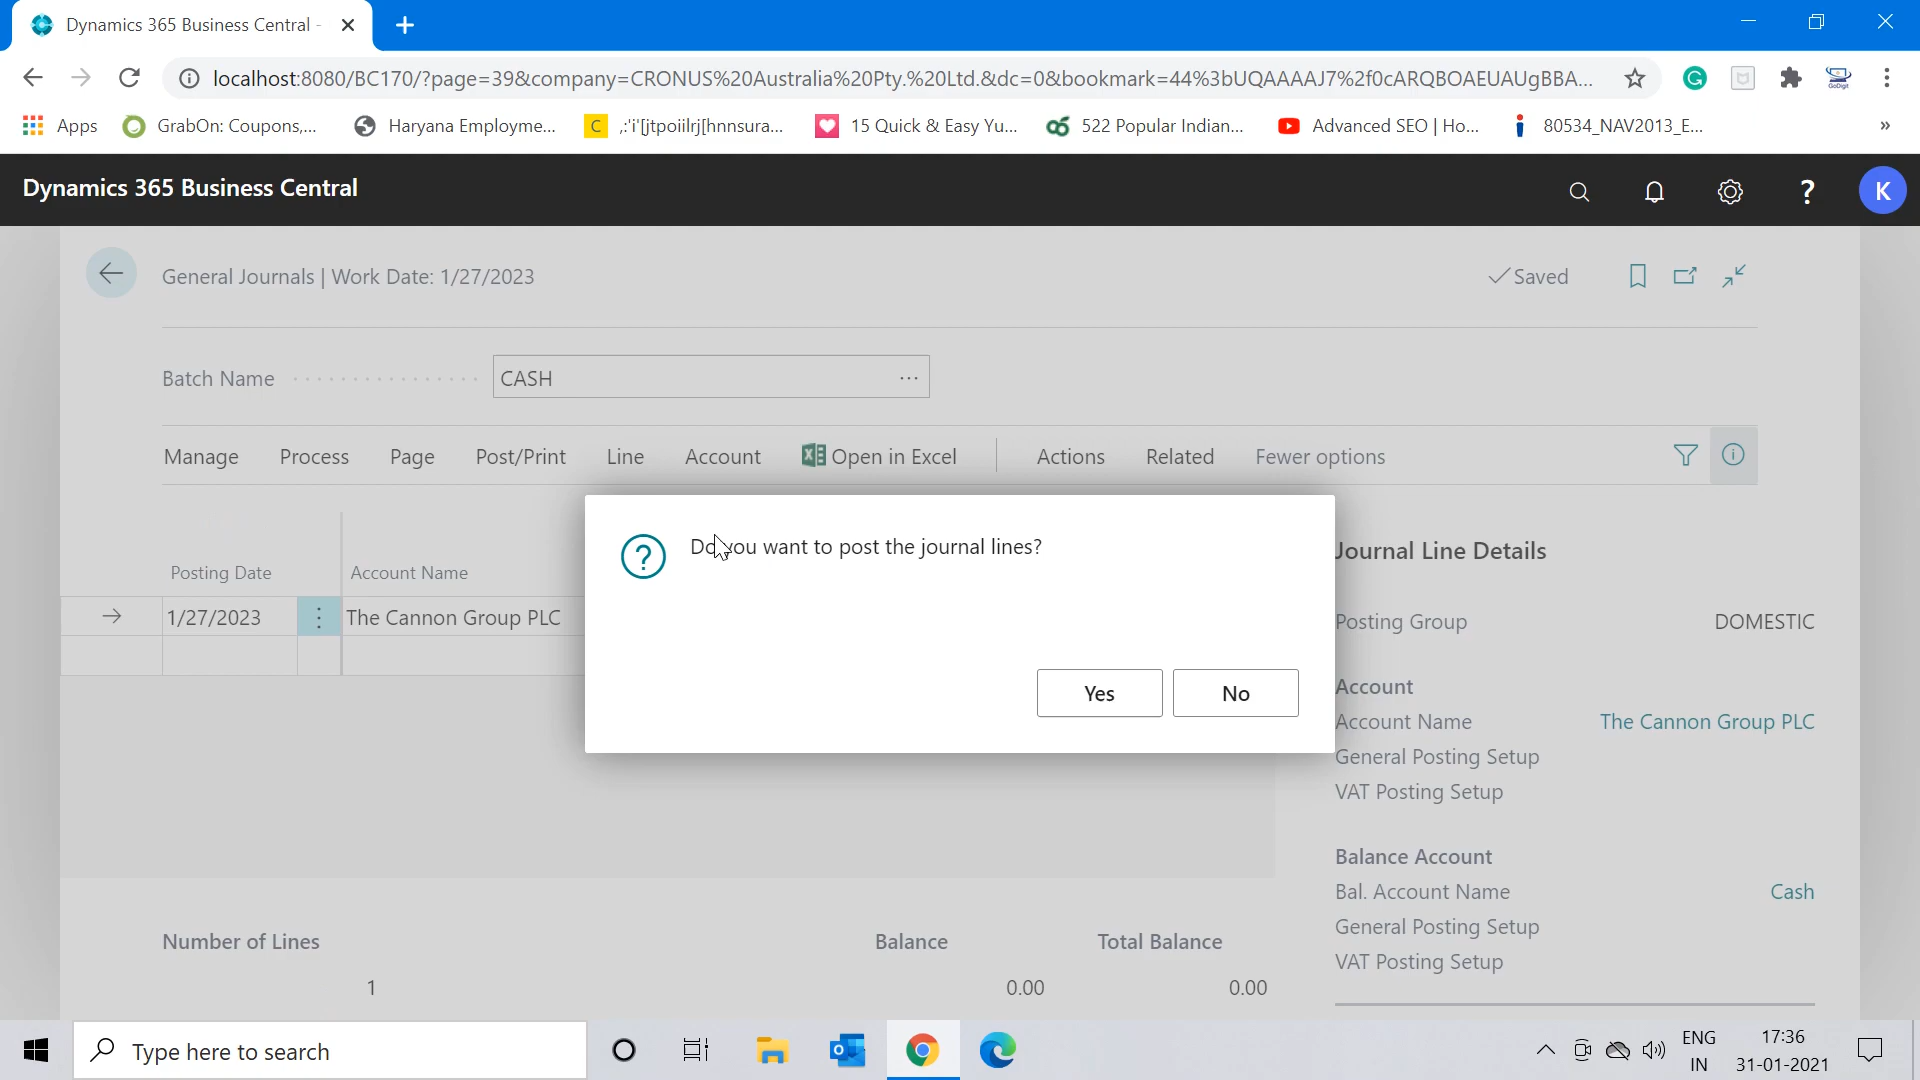 Dynamics 365 Business Central -
localhost:8080/BC170/?page=39&company=CRONUS%20Australia%20Pty.%20Ltd.&dc=0&bookmark=44%3bUQAAAAJ7%2f0cARQBOAEUAUgBBA...
Apps GrabOn: Coupons,... Haryana Employme... C ,:'i'[jtpoiilrj[hnnsura... 15 Quick & Easy Yu... 522 Popular Indian... Advanced SEO | Ho... 80534_NAV2013_E... »
Dynamics 365 Business Central
? K
General Journals | Work Date: 1/27/2023
Saved
Batch Name CASH ...
Manage Process Page Post/Print Line Account Open in Excel Actions Related Fewer options
Do you want to post the journal lines?
Yes No
Posting Date Account Name
1/27/2023 The Cannon Group PLC
Journal Line Details
Posting Group DOMESTIC
Account
Account Name The Cannon Group PLC
General Posting Setup
VAT Posting Setup
Balance Account
Bal. Account Name Cash
General Posting Setup
VAT Posting Setup
Number of Lines Balance Total Balance
1 0.00 0.00
Type here to search
ENG
IN
17:36
31-01-2021